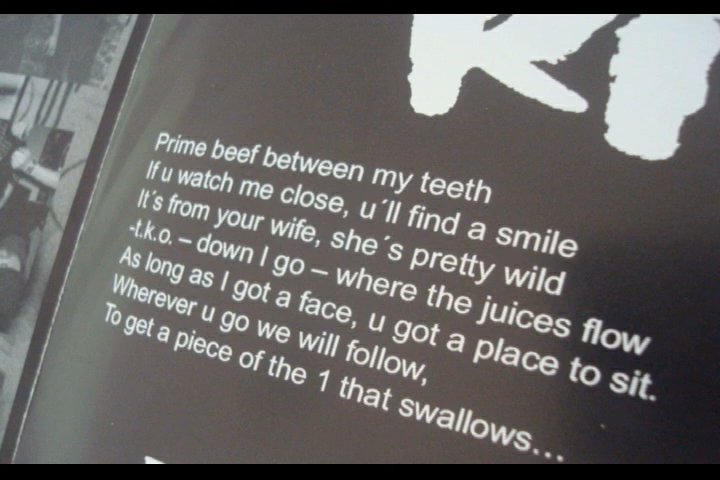 KI
Prime beef between my teeth
If u watch me close, u´ll find a smile
It´s from your wife, she´s pretty wild
-t.k.o. – down I go – where the juices flow
As long as I got a face, u got a place to sit.
Wherever u go we will follow,
To get a piece of the 1 that swallows...